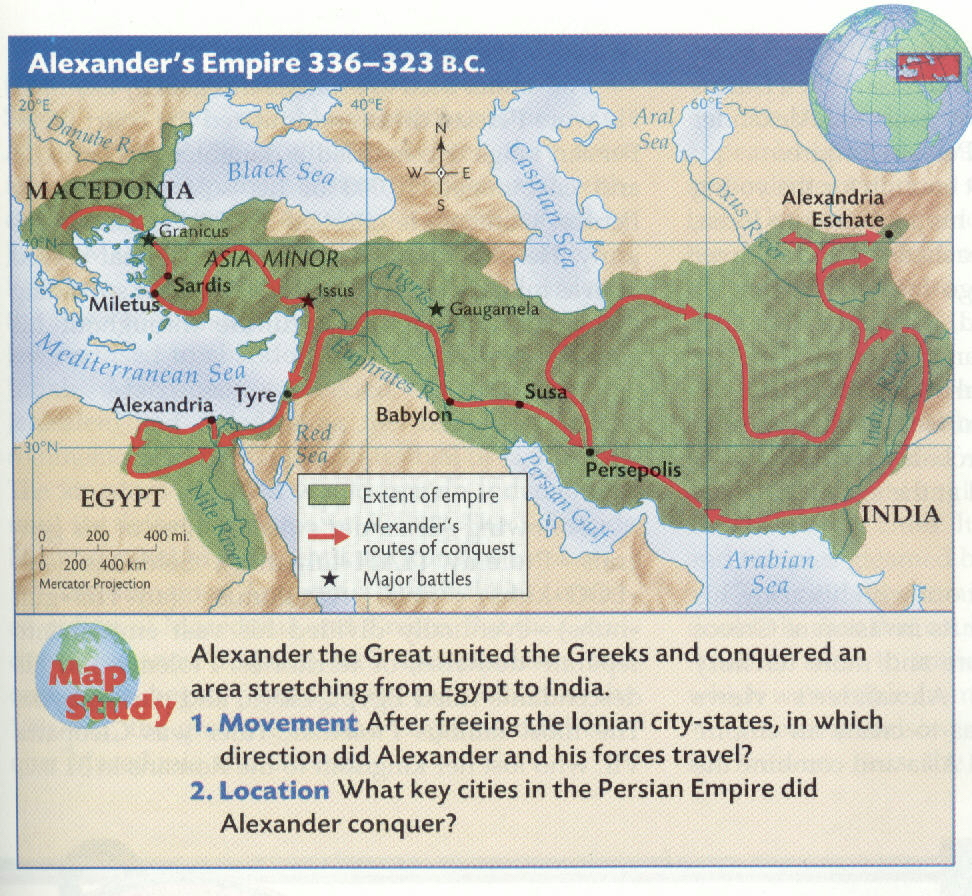 Alexander's Empire 336–323 B.C.
20°E
40°E
60°E
Danube R.
Black Sea
Caspian Sea
Aral
Sea
Oxus River
N
W
E
S
MACEDONIA
Alexandria
Eschate
40°N
Granicus
ASIA MINOR
Sardis
Miletus
Issus
Tigris R.
Gaugamela
Mediterranean Sea
Euphrates R.
Tyre
Alexandria
Babylon
Susa
Indus River
30°N
Red
Sea
Persepolis
Persian Gulf
EGYPT
Nile River
INDIA
Arabian
Sea
0 200 400 mi.
0 200 400 km
Mercator Projection
Extent of empire
Alexander's
routes of conquest
Major battles
Map
Study
Alexander the Great united the Greeks and conquered an
area stretching from Egypt to India.
1. Movement After freeing the Ionian city-states, in which
direction did Alexander and his forces travel?
2. Location What key cities in the Persian Empire did
Alexander conquer?